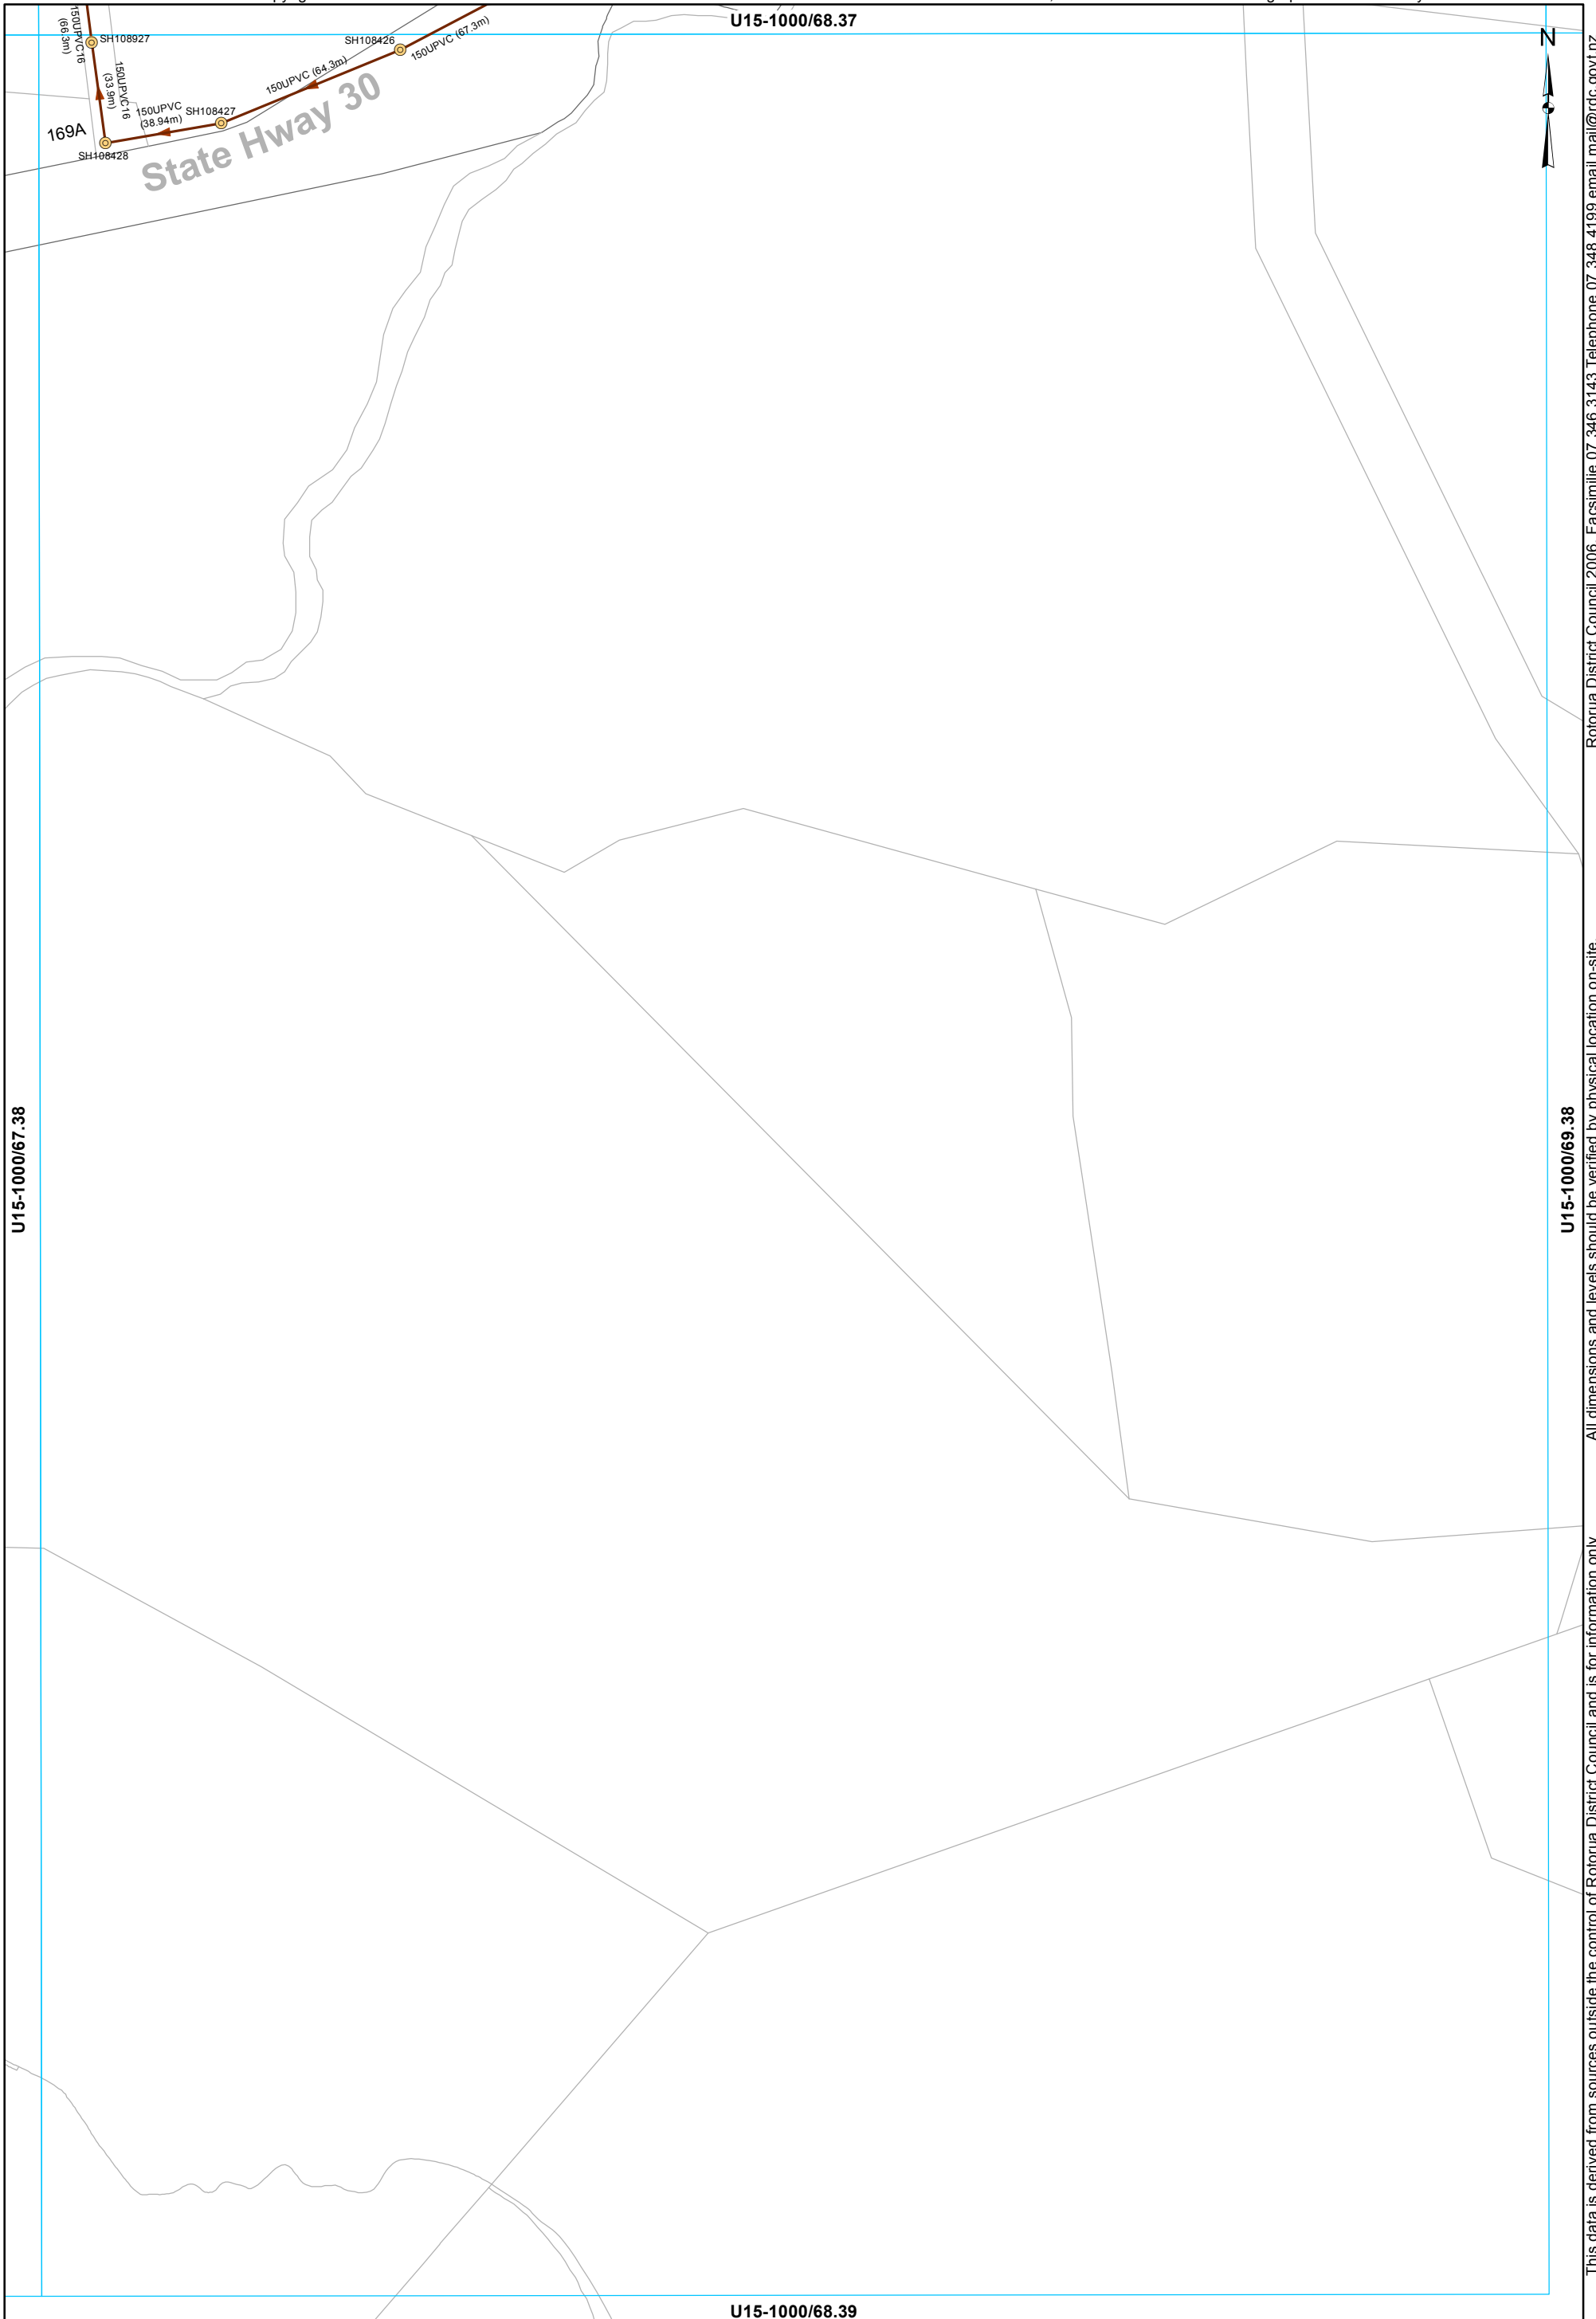 U15-1000/68.37
N
150UPVC16
(66.3m)
SH108927
SH108426
150UPVC (67.3m)
150UPVC (64.3m)
150UPVC16
(33.9m)
150UPVC
(38.94m)
SH108427
169A
SH108428
State Hway 30
U15-1000/67.38
U15-1000/69.38
Rotorua District Council 2006. Facsimilie 07 346 3143 Telephone 07 348 4199 email mail@rdc.govt.nz
All dimensions and levels should be verified by physical location on-site.
This data is derived from sources outside the control of Rotorua District Council and is for information only.
U15-1000/68.39